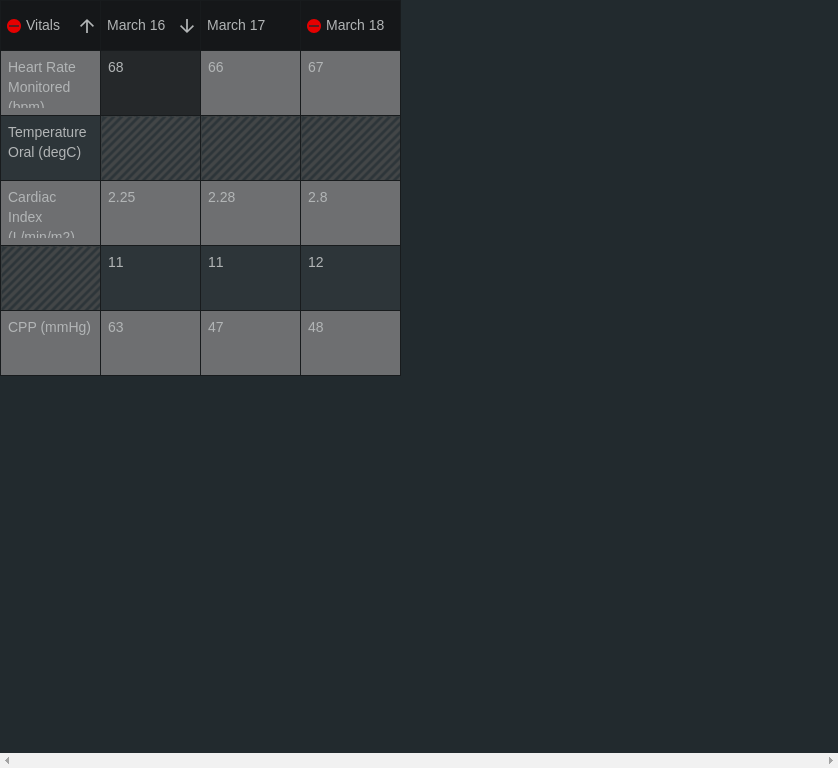 Vitals March 16 March 17 March 18
Heart Rate 68 66 67
Monitored
(bpm)
Temperature
Oral (degC)
Cardiac 2.25 2.28 2.8
Index
(L/min/m2)
11 11 12
CPP (mmHg) 63 47 48